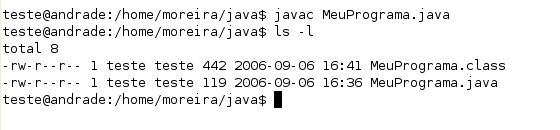 teste@andrade:/home/moreira/java$ javac MeuPrograma.java
teste@andrade:/home/moreira/java$ ls -l
total 8
-rw-r--r-- 1 teste teste 442 2006-09-06 16:41 MeuPrograma.class
-rw-r--r-- 1 teste teste 119 2006-09-06 16:36 MeuPrograma.java
teste@andrade:/home/moreira/java$